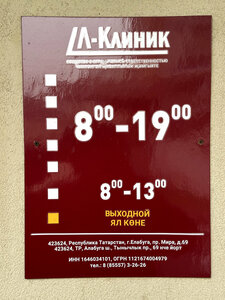 Л-Клиник
8⁰⁰-19⁰⁰
8⁰⁰-13⁰⁰
ВЫХОДНОЙ
ЯЛ КӨНЕ
423624, Республика Татарстан, г.Елабуга, пр. Мира, д.69
423624, ТР, Алабуга ш., Тынычлык пр., 69 нче йорт
ИНН 1646034101, ОГРН 1121674004979
тел.: 8 (85557) 3-26-26